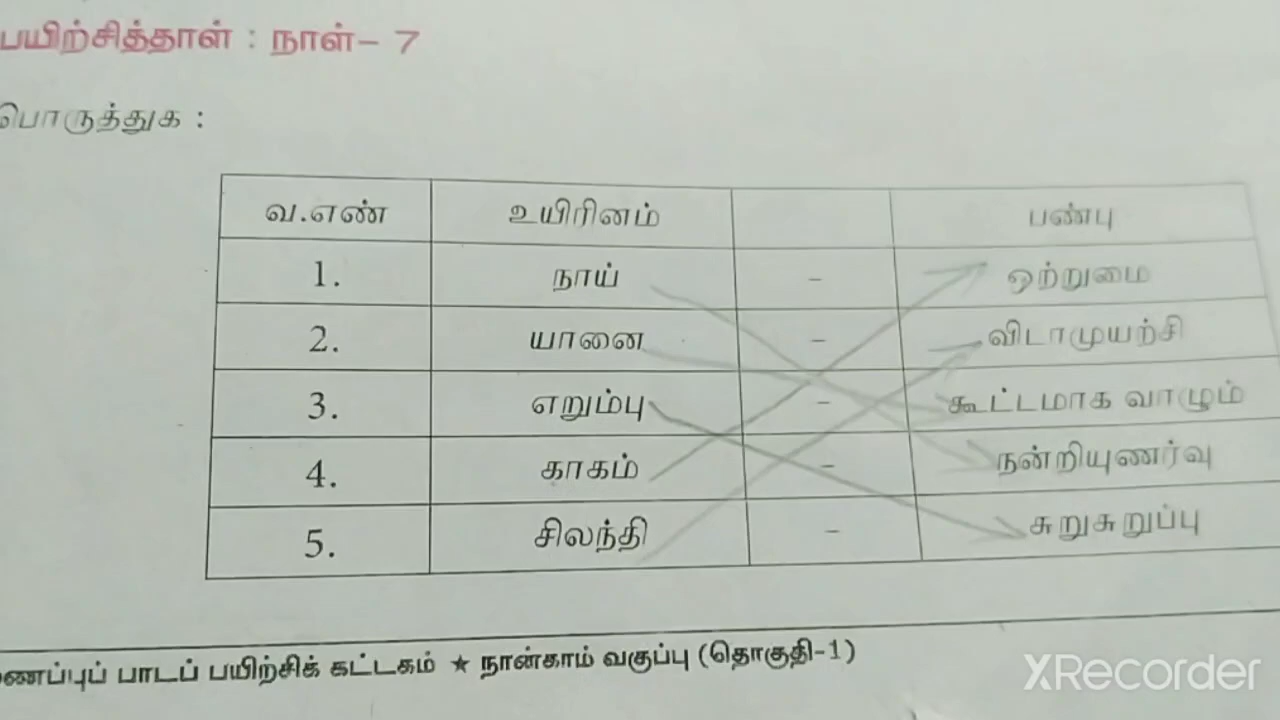 பயிற்சித்தாள் : நாள்- 7
பொருத்துக :
வ.எண் உயிரினம் பண்பு
1. நாய் - ஒற்றுமை
2. யானை - விடாமுயற்சி
3. எறும்பு - கூட்டமாக வாழும்
4. காகம் - நன்றியுணர்வு
5. சிலந்தி - சுறுசுறுப்பு
பாடப் பயிற்சிக் கட்டகம் ★ நான்காம் வகுப்பு (தொகுதி-1)
XRecorder